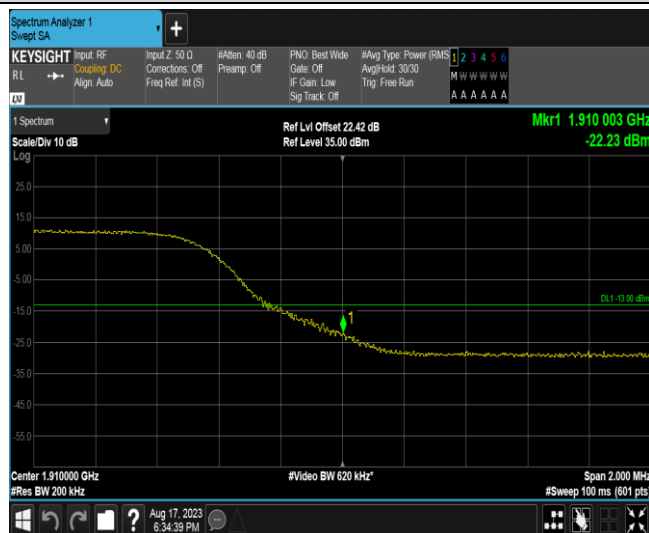 Spectrum Analyzer 1
Swept SA
KEYSIGHT
RL
LXI
Input: RF
Coupling: DC
Align: Auto
Input Z: 50 Ω
Corrections: Off
Freq Ref: Int (S)
#Atten: 40 dB
Preamp: Off
PNO: Best Wide
Gate: Off
IF Gain: Low
Sig Track: Off
#Avg Type: Power (RMS
Avg|Hold: 30/30
Trig: Free Run
1 2 3 4 5 6
M W W W W W
A A A A A A
1 Spectrum
Scale/Div 10 dB
Ref Lvl Offset 22.42 dB
Ref Level 35.00 dBm
Mkr1 1.910 003 GHz
-22.23 dBm
Log
25.0
15.0
5.00
-5.00
-15.0
-25.0
-35.0
-45.0
-55.0
DL1 -13.00 dBm
1
Center 1.910000 GHz
#Res BW 200 kHz
#Video BW 620 kHz*
Span 2.000 MHz
#Sweep 100 ms (601 pts)
?
Aug 17, 2023
6:34:39 PM